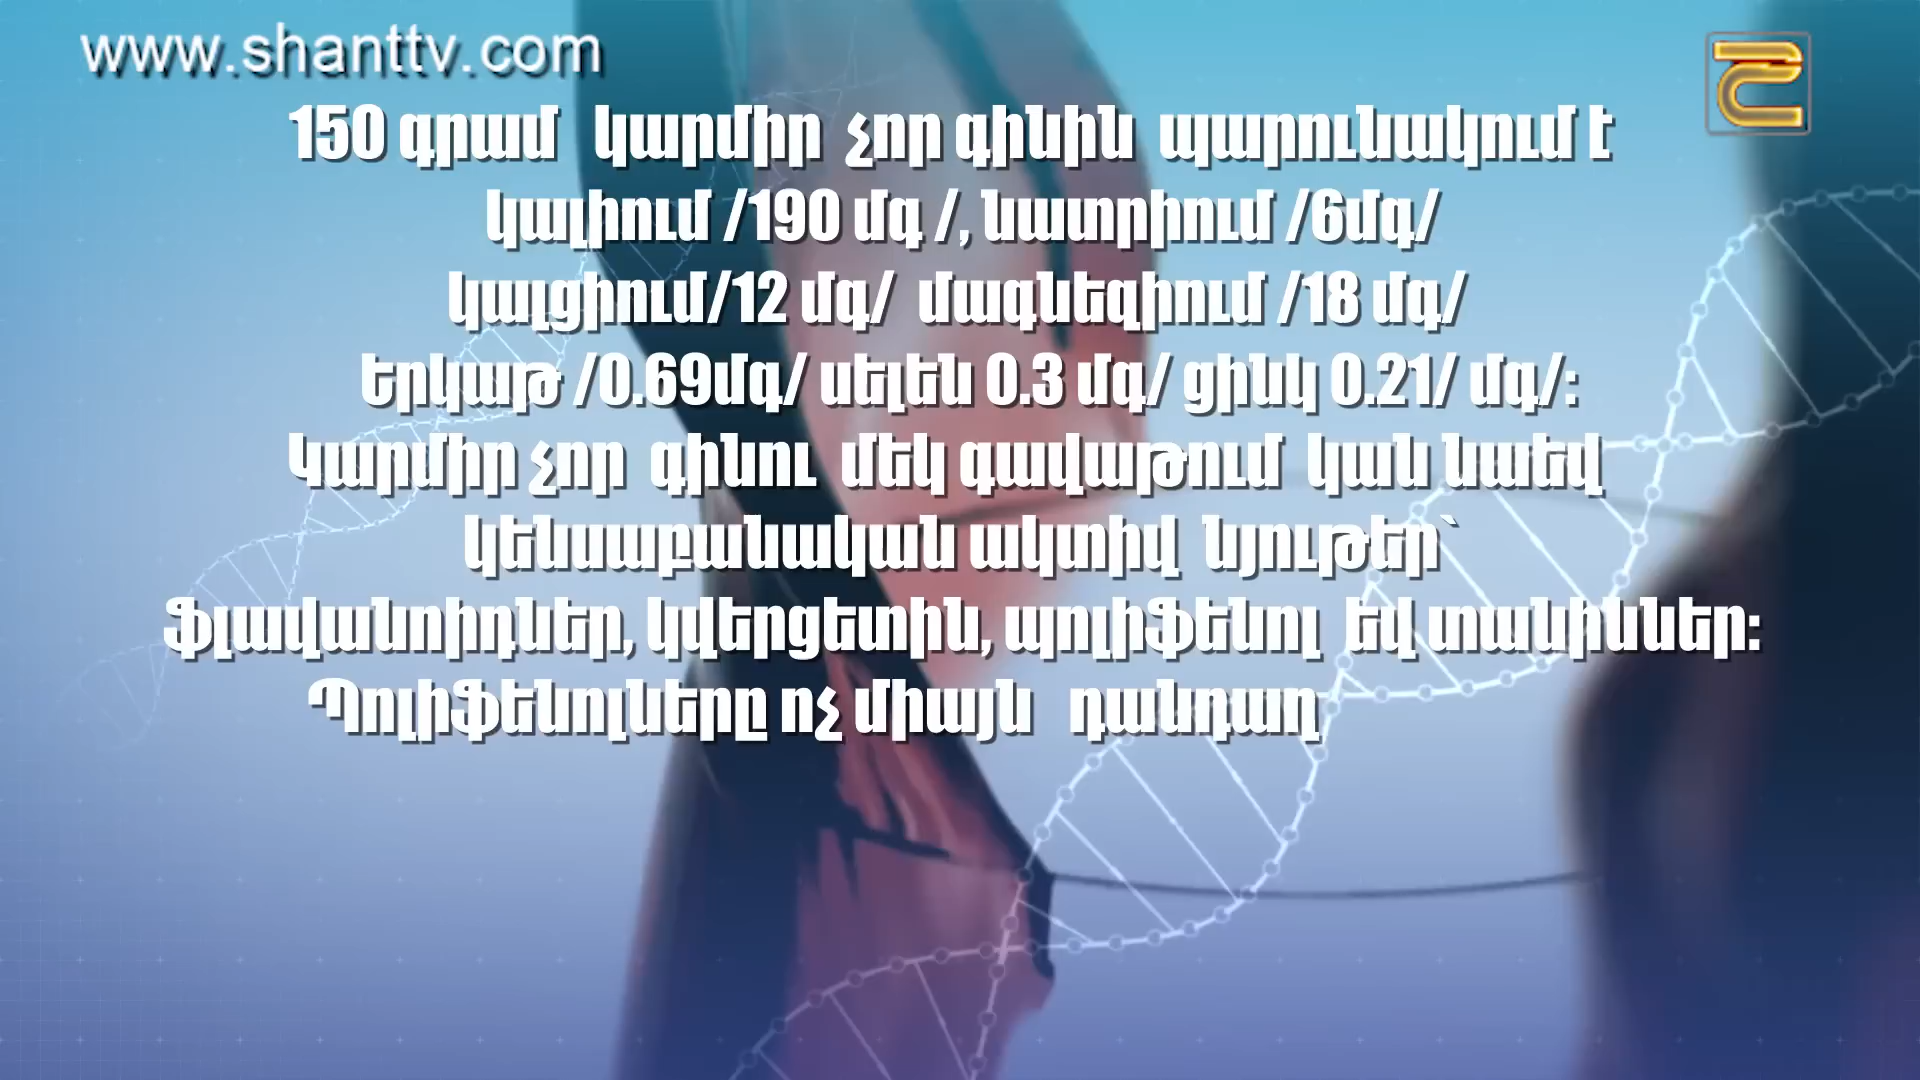 www.shanttv.com
150 գրամ կարմիր չոր գինին պարունակում է
կալիում /190 մգ /, նատրիում /6մգ/
կալցիում/12 մգ/ մագնեզիում /18 մգ/
երկաթ /0.69մգ/ սելեն 0.3 մգ/ ցինկ 0.21/ մգ/:
Կարմիր չոր գինու մեկ գավաթում կան նաեվ
կենսաբանական ակտիվ նյութեր՝
ֆլավանոիդներ, կվերցետին, պոլիֆենոլ եվ տանիններ:
Պոլիֆենոլները ոչ միայն դանդաղ